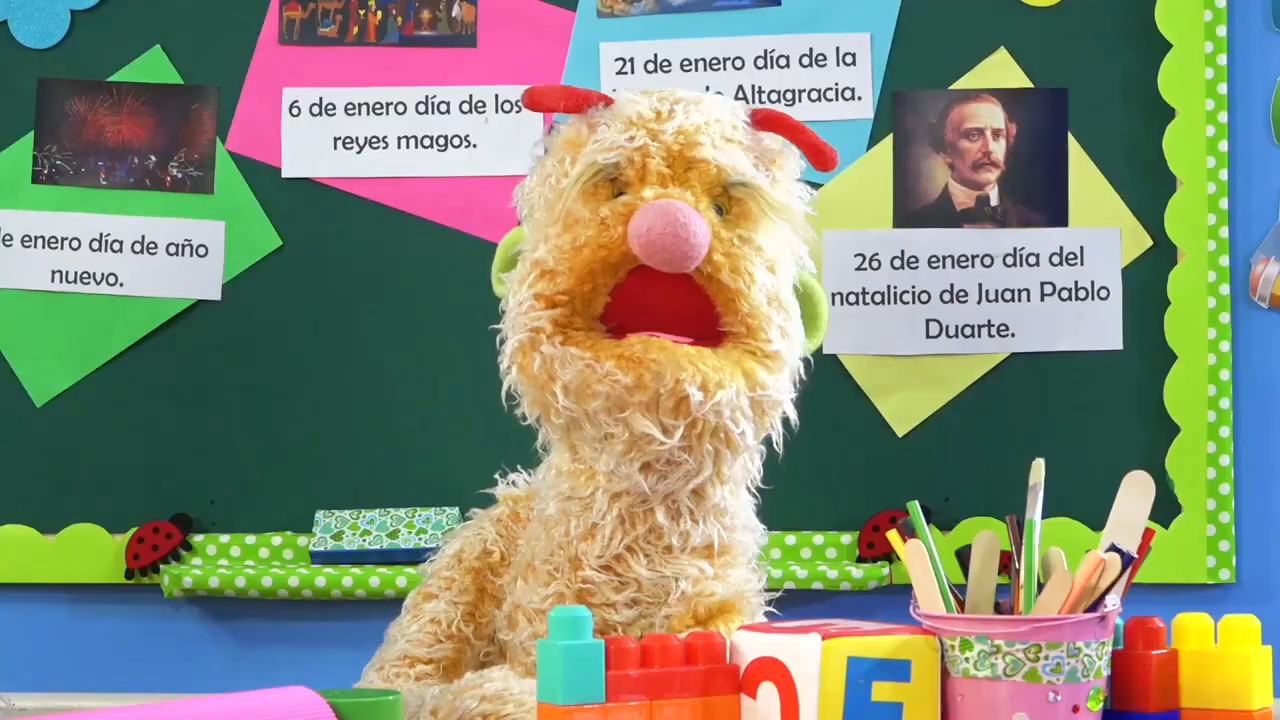 6 de enero día de los
reyes magos.
21 de enero día de la
Altagracia.
de enero día de año
nuevo.
26 de enero día del
natalicio de Juan Pablo
Duarte.
E